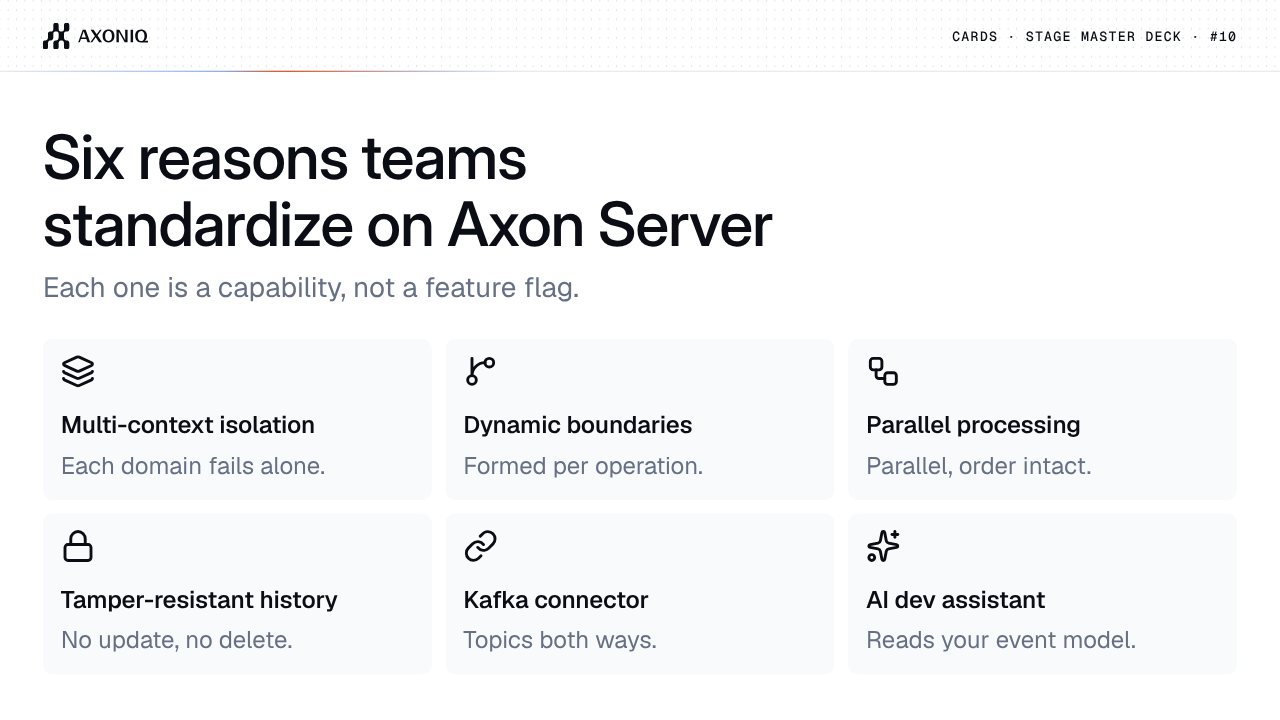 AXONIQ
CARDS · STAGE MASTER DECK · #10
Six reasons teams
standardize on Axon Server
Each one is a capability, not a feature flag.
Multi-context isolation
Each domain fails alone.
Dynamic boundaries
Formed per operation.
Parallel processing
Parallel, order intact.
Tamper-resistant history
No update, no delete.
Kafka connector
Topics both ways.
AI dev assistant
Reads your event model.